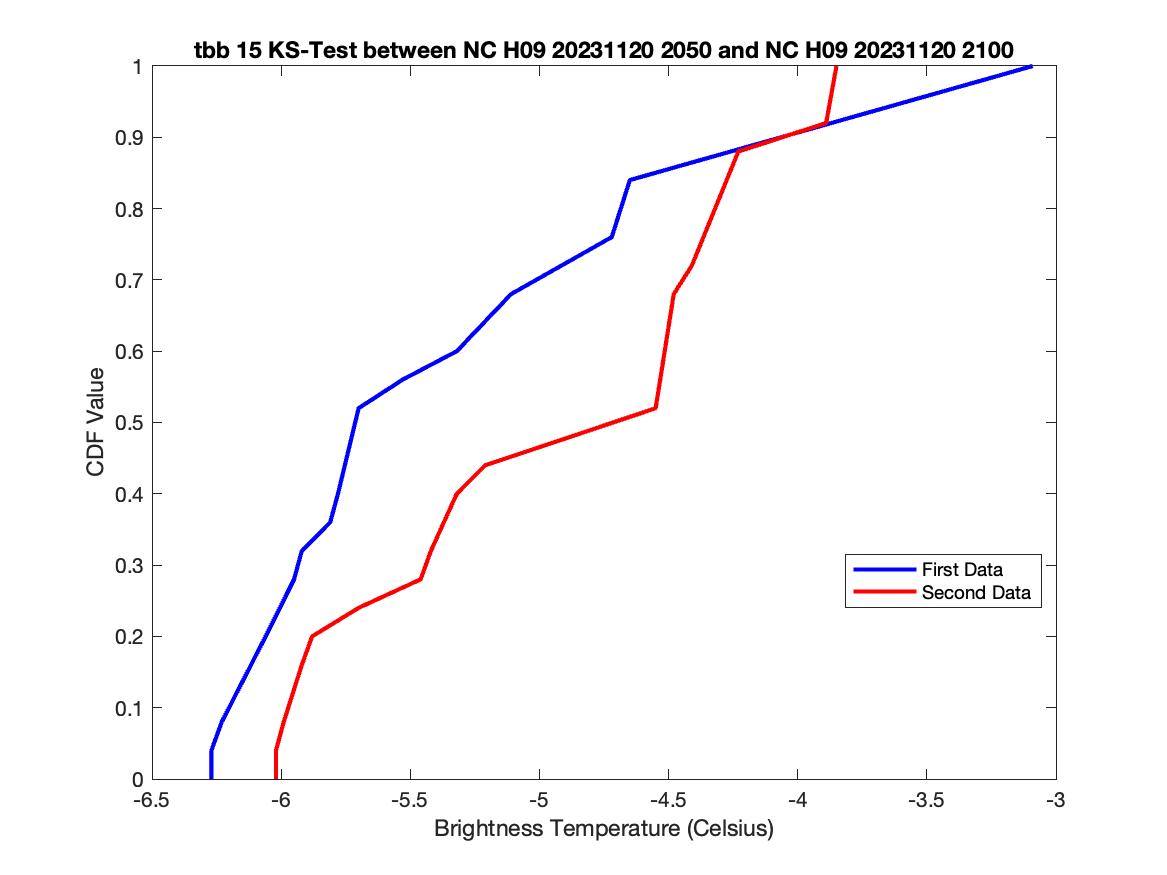 tbb 15 KS-Test between NC H09 20231120 2050 and NC H09 20231120 2100
1
0.9
0.8
0.7
0.6
0.5
0.4
0.3
0.2
0.1
0
CDF Value
First Data
Second Data
-6.5 -6 -5.5 -5 -4.5 -4 -3.5 -3
Brightness Temperature (Celsius)